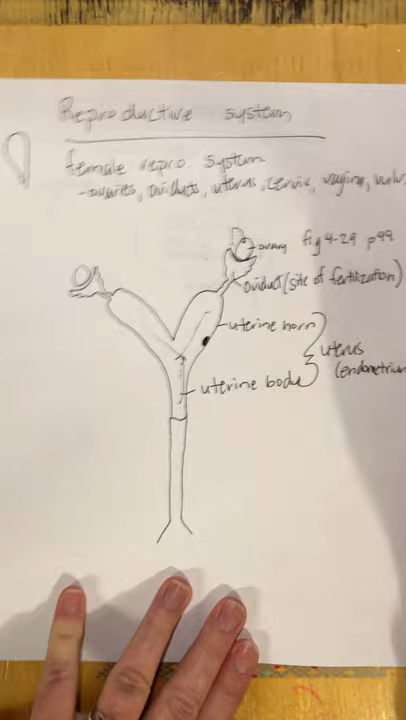 Reproductive system
female repro. system
- ovaries, oviducts, uterus, cervix, vagina, vulv
ovary fig 4-29 p99
oviduct (site of fertilization)
uterine horn
uterus
(endometrium
uterine body